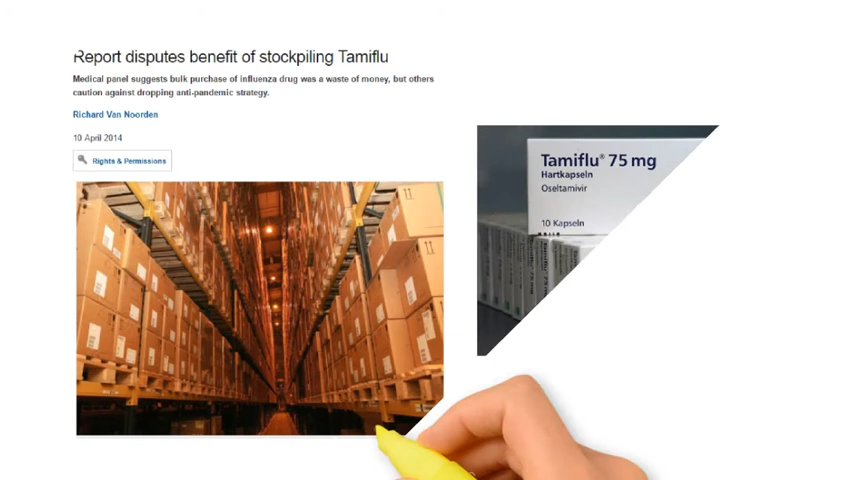 Report disputes benefit of stockpiling Tamiflu
Medical panel suggests bulk purchase of influenza drug was a waste of money, but others
caution against dropping anti-pandemic strategy.
Richard Van Noorden
10 April 2014
Rights & Permissions
Tamiflu® 75 mg
Hartkapseln
Oseltamivir
10 Kapseln